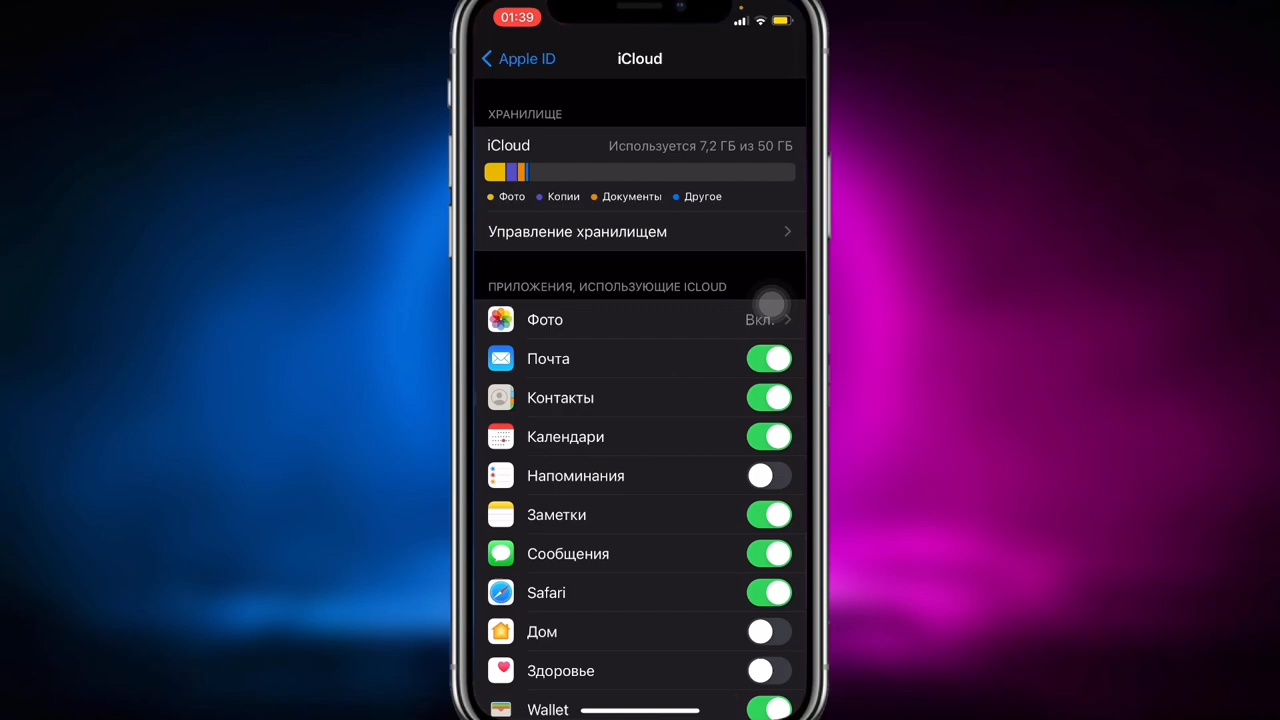 01:39
Apple ID
iCloud
ХРАНИЛИЩЕ
iCloud
Используется 7,2 ГБ из 50 ГБ
Фото Копии Документы Другое
Управление хранилищем
ПРИЛОЖЕНИЯ, ИСПОЛЬЗУЮЩИЕ ICLOUD
Фото
Вкл.
Почта
Контакты
Календари
Напоминания
Заметки
Сообщения
Safari
Дом
Здоровье
Wallet